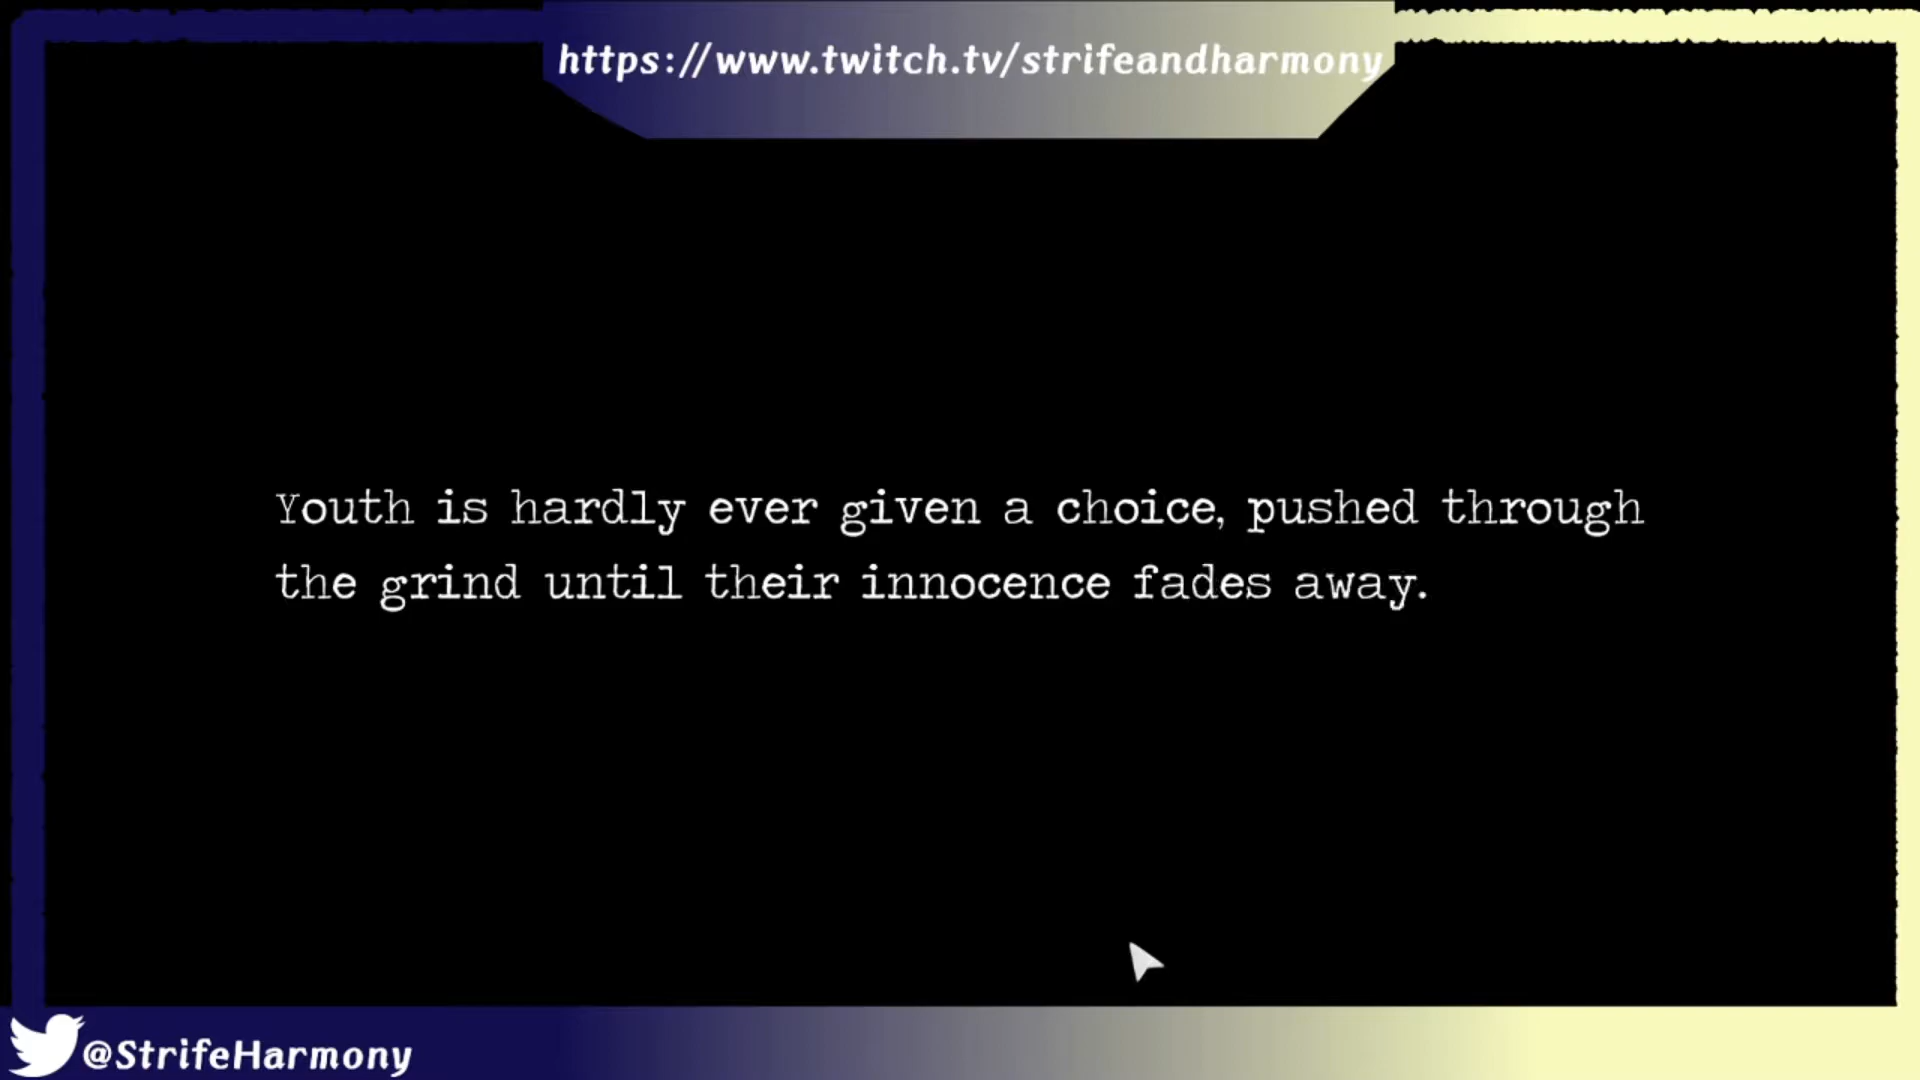 https://www.twitch.tv/strifeandharmony
Youth is hardly ever given a choice, pushed through
the grind until their innocence fades away.
@StrifeHarmony